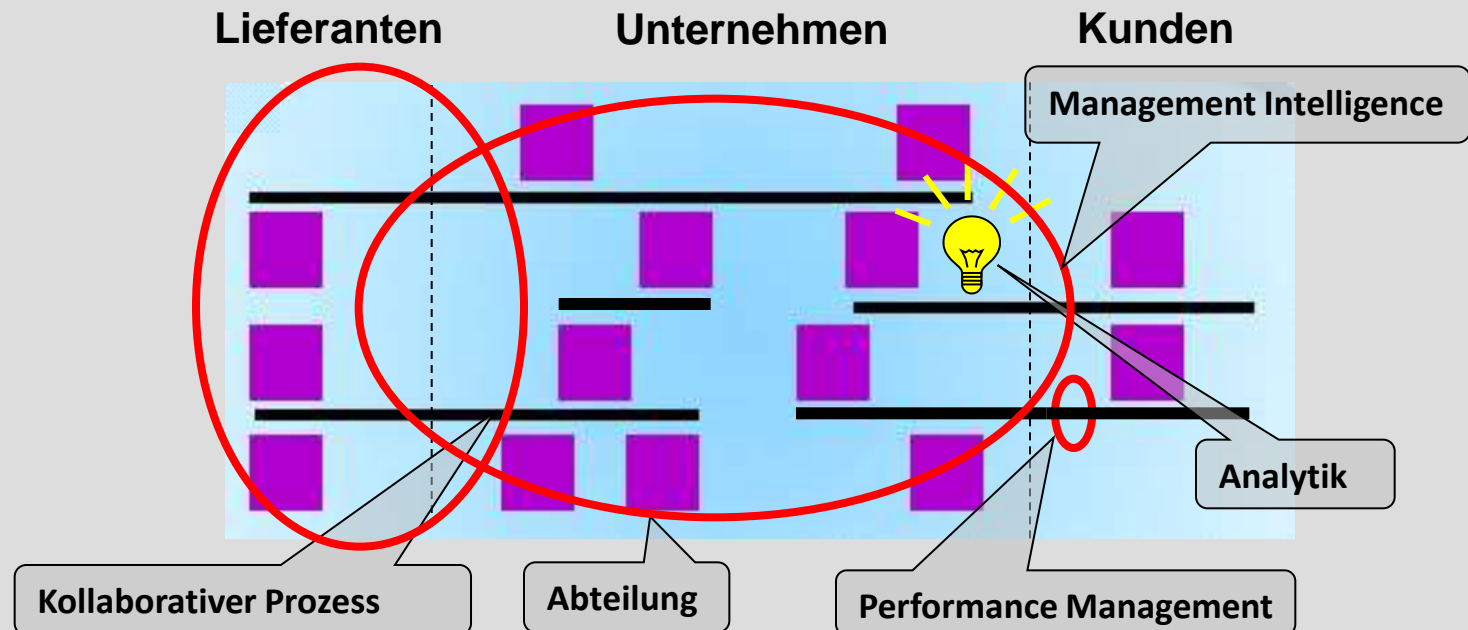 Lieferanten
Unternehmen
Kunden
Management Intelligence
Analytik
Kollaborativer Prozess
Abteilung
Performance Management